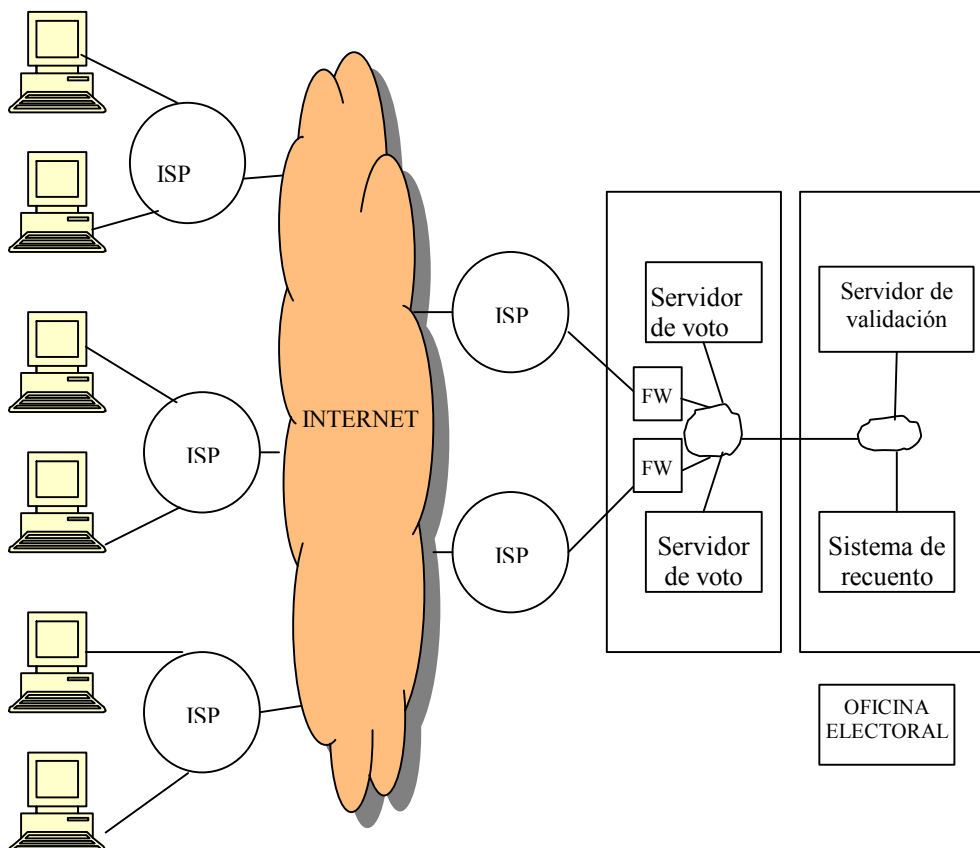 ISP
ISP
ISP
INTERNET
ISP
ISP
Servidor
de voto
FW
FW
Servidor
de voto
Servidor de
validación
Sistema de
recuento
OFICINA
ELECTORAL